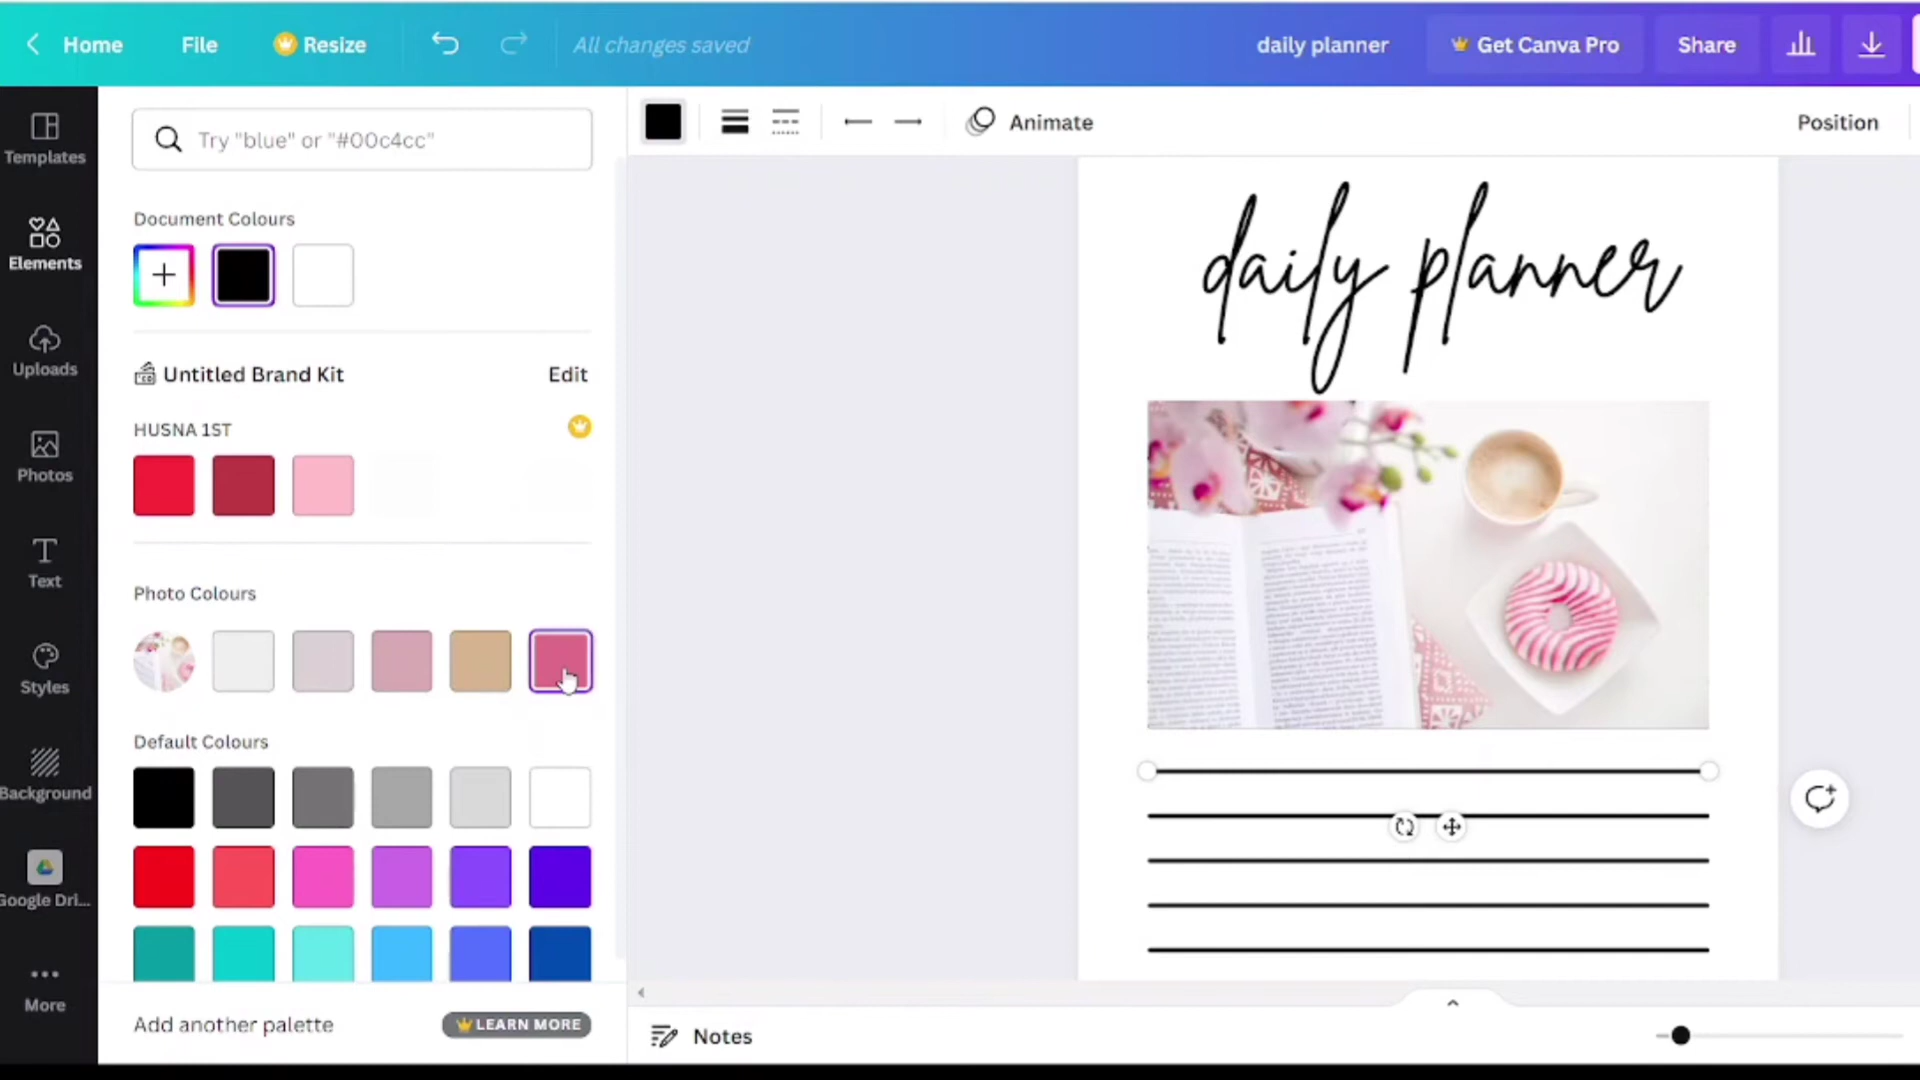 Home File Resize All changes saved daily planner Get Canva Pro Share
Try "blue" or "#00c4cc"
Animate Position
Templates
Elements
Uploads
Photos
Text
Styles
Background
Google Dri...
More
Document Colours
Untitled Brand Kit Edit
HUSNA 1ST
Photo Colours
Default Colours
Add another palette LEARN MORE
daily planner
Notes